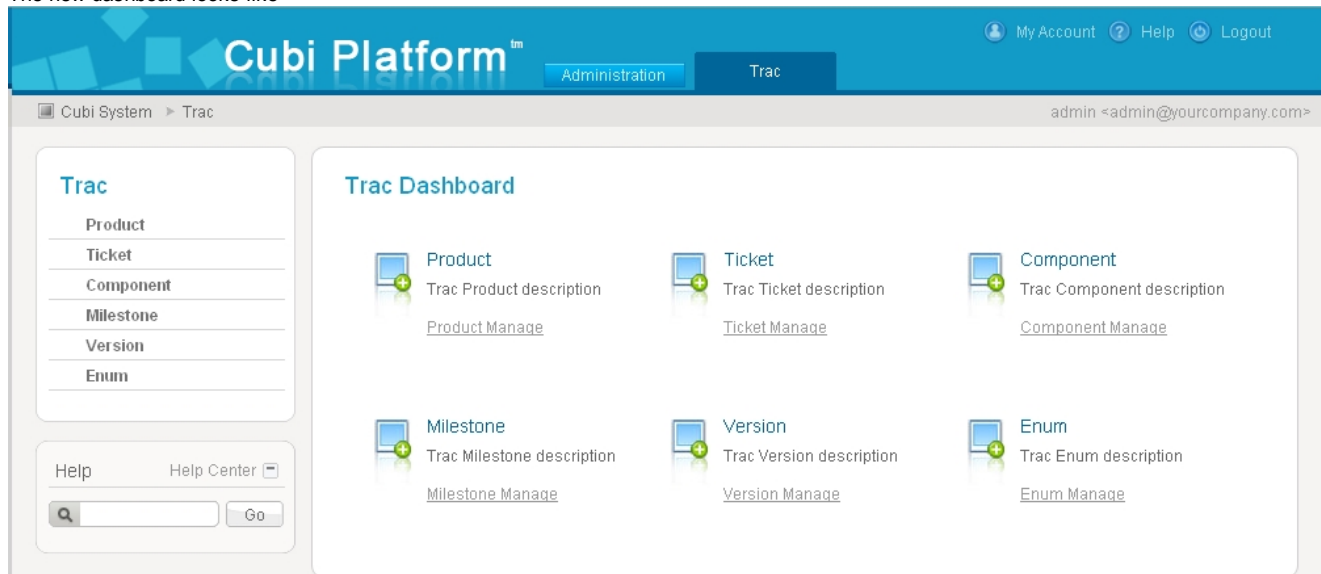 The new dashboard looks like
My Account Help Logout
Cubi Platform™
Administration Trac
Cubi System Trac
admin <admin@yourcompany.com>
Trac
Product
Ticket
Component
Milestone
Version
Enum
Help Help Center
Go
Trac Dashboard
Product
Trac Product description
Product Manage
Ticket
Trac Ticket description
Ticket Manage
Component
Trac Component description
Component Manage
Milestone
Trac Milestone description
Milestone Manage
Version
Trac Version description
Version Manage
Enum
Trac Enum description
Enum Manage